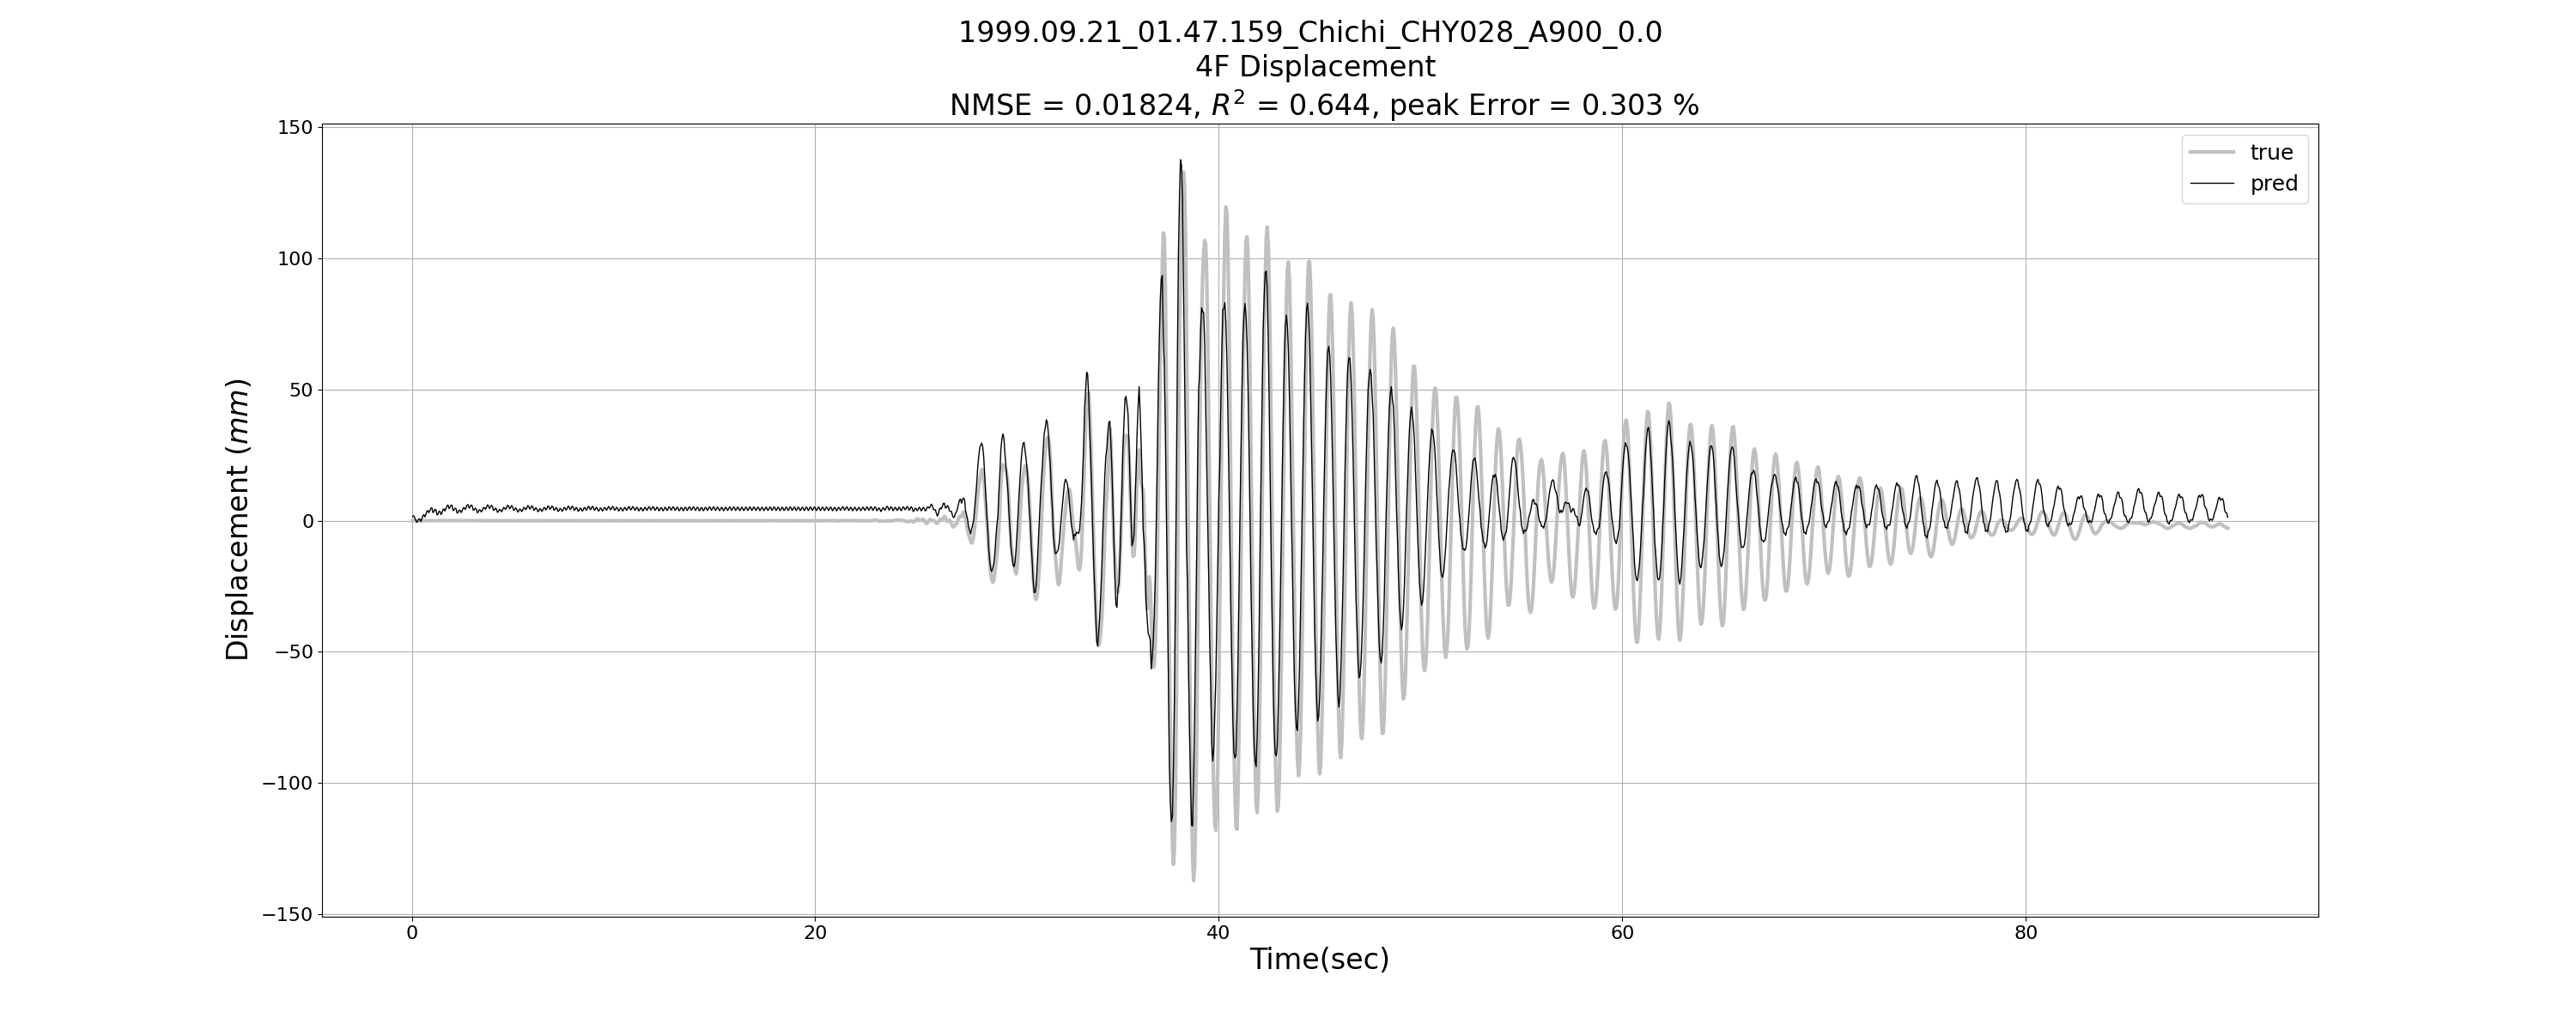 1999.09.21_01.47.159_Chichi_CHY028_A900_0.0
4F Displacement
NMSE = 0.01824, R² = 0.644, peak Error = 0.303 %
true
pred
Displacement (mm)
150
100
50
0
−50
−100
−150
0
20
40
60
80
Time(sec)